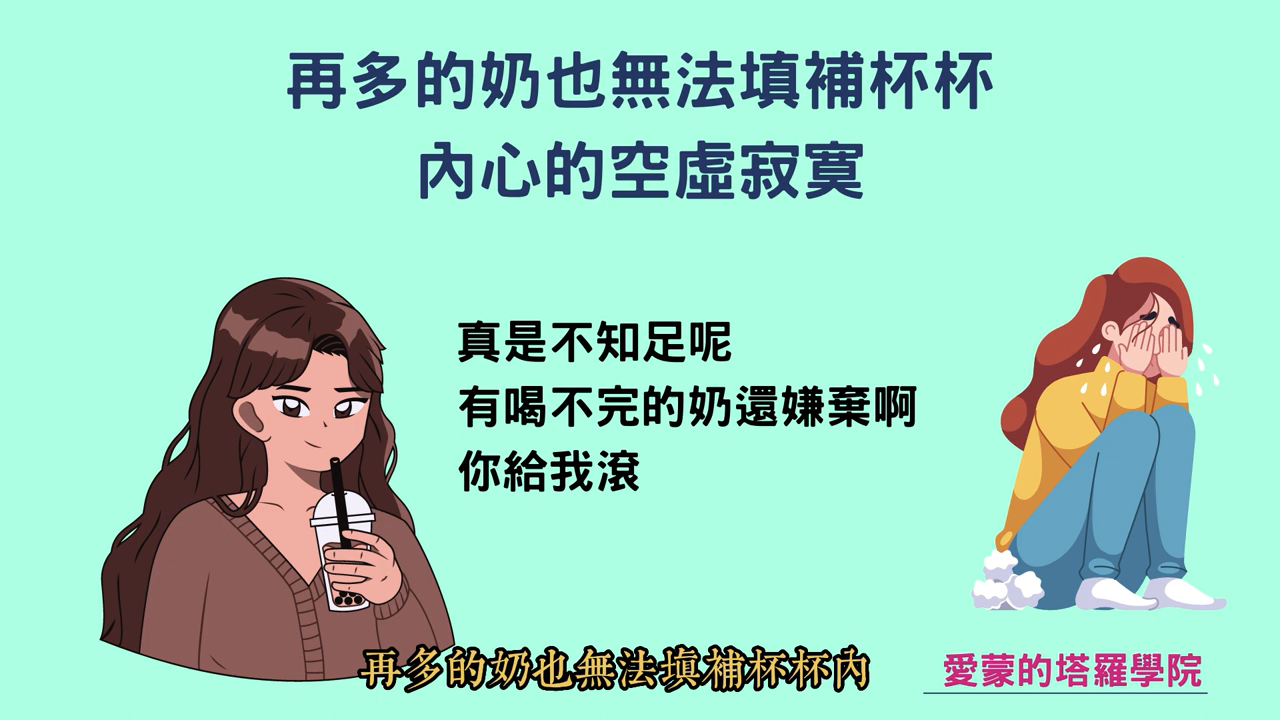 再多的奶也無法填補杯杯
內心的空虛寂寞
真是不知足呢
有喝不完的奶還嫌棄啊
你給我滾
再多的奶也無法填補杯杯內
愛蒙的塔羅學院